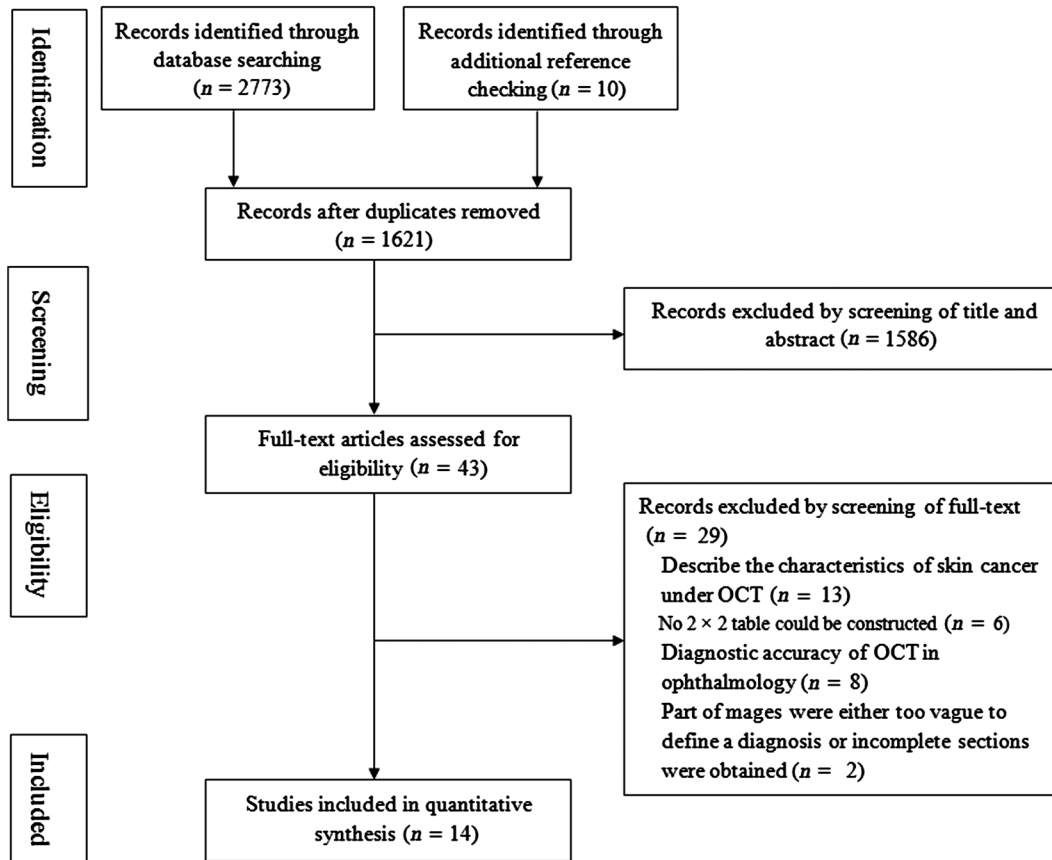 Identification
Records identified through
database searching
(n = 2773)
Records identified through
additional reference
checking (n = 10)
Records after duplicates removed
(n = 1621)
Screening
Records excluded by screening of title and
abstract (n = 1586)
Full-text articles assessed for
eligibility (n = 43)
Eligibility
Records excluded by screening of full-text
(n = 29)
Describe the characteristics of skin cancer
under OCT (n = 13)
No 2 × 2 table could be constructed (n = 6)
Diagnostic accuracy of OCT in
ophthalmology (n = 8)
Part of mages were either too vague to
define a diagnosis or incomplete sections
were obtained (n = 2)
Included
Studies included in quantitative
synthesis (n = 14)